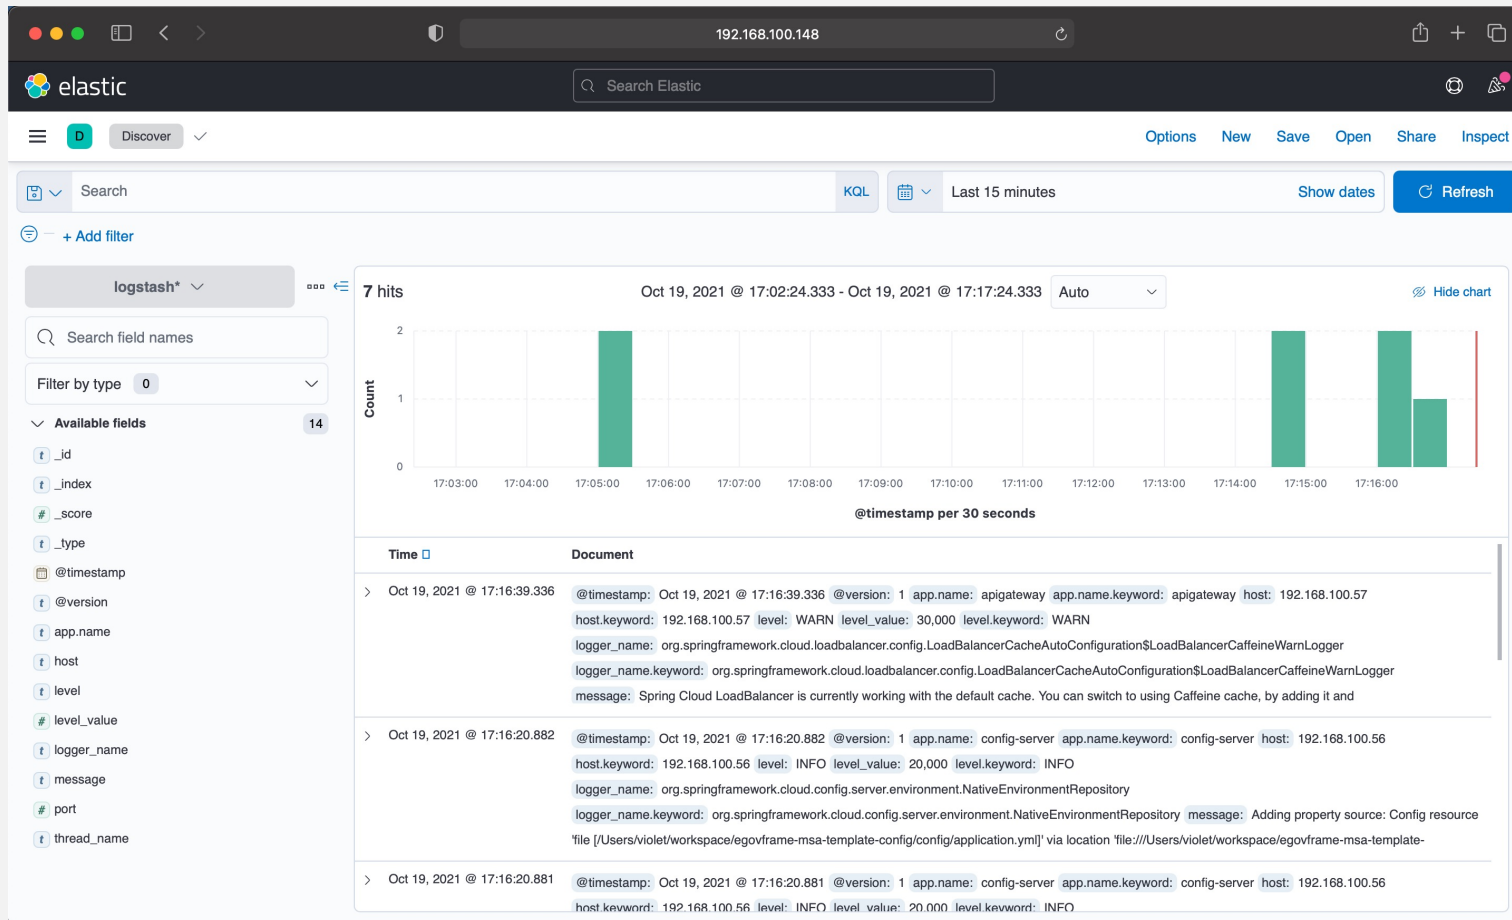 192.168.100.148
elastic
Search Elastic
D
Discover
Options New Save Open Share Inspect
Search
KQL
Last 15 minutes
Show dates
Refresh
+ Add filter
logstash*
Search field names
Filter by type 0
Available fields 14
t _id
t _index
# _score
t _type
@timestamp
t @version
t app.name
t host
t level
# level_value
t logger_name
t message
# port
t thread_name
7 hits
Oct 19, 2021 @ 17:02:24.333 - Oct 19, 2021 @ 17:17:24.333
Auto
Hide chart
Count
2
1
0
17:03:00 17:04:00 17:05:00 17:06:00 17:07:00 17:08:00 17:09:00 17:10:00 17:11:00 17:12:00 17:13:00 17:14:00 17:15:00 17:16:00
@timestamp per 30 seconds
Time Document
Oct 19, 2021 @ 17:16:39.336
@timestamp: Oct 19, 2021 @ 17:16:39.336 @version: 1 app.name: apigateway app.name.keyword: apigateway host: 192.168.100.57
host.keyword: 192.168.100.57 level: WARN level_value: 30,000 level.keyword: WARN
logger_name: org.springframework.cloud.loadbalancer.config.LoadBalancerCacheAutoConfiguration$LoadBalancerCaffeineWarnLogger
logger_name.keyword: org.springframework.cloud.loadbalancer.config.LoadBalancerCacheAutoConfiguration$LoadBalancerCaffeineWarnLogger
message: Spring Cloud LoadBalancer is currently working with the default cache. You can switch to using Caffeine cache, by adding it and
Oct 19, 2021 @ 17:16:20.882
@timestamp: Oct 19, 2021 @ 17:16:20.882 @version: 1 app.name: config-server app.name.keyword: config-server host: 192.168.100.56
host.keyword: 192.168.100.56 level: INFO level_value: 20,000 level.keyword: INFO
logger_name: org.springframework.cloud.config.server.environment.NativeEnvironmentRepository
logger_name.keyword: org.springframework.cloud.config.server.environment.NativeEnvironmentRepository message: Adding property source: Config resource
'file [/Users/violet/workspace/egovframe-msa-template-config/config/application.yml]' via location 'file:///Users/violet/workspace/egovframe-msa-template-
Oct 19, 2021 @ 17:16:20.881
@timestamp: Oct 19, 2021 @ 17:16:20.881 @version: 1 app.name: config-server app.name.keyword: config-server host: 192.168.100.56
host.keyword: 192.168.100.56 level: INFO level_value: 20,000 level.keyword: INFO